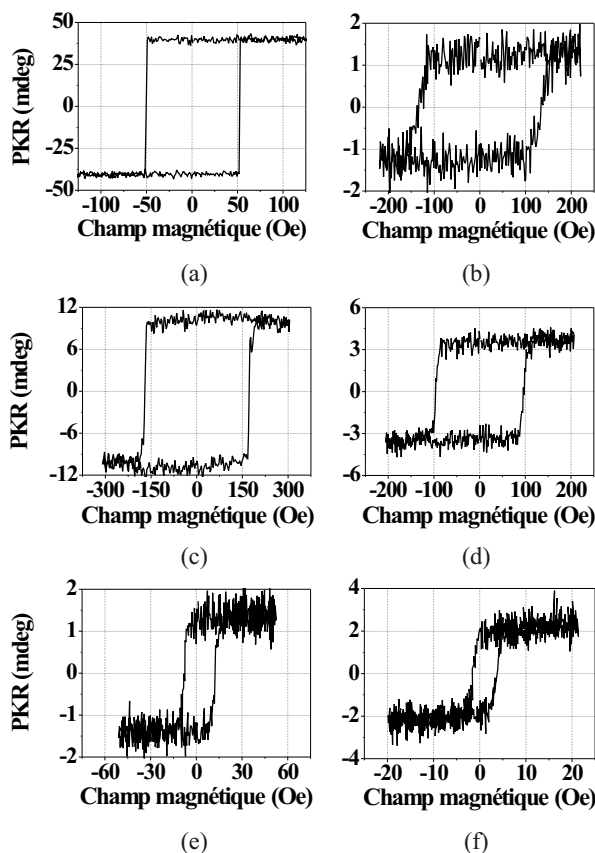 PKR (mdeg)
50
25
0
-25
-50
-100 -50 0 50 100
Champ magnétique (Oe)
(a)
2
1
0
-1
-2
-200 -100 0 100 200
Champ magnétique (Oe)
(b)
PKR (mdeg)
12
6
0
-6
-12
-300 -150 0 150 300
Champ magnétique (Oe)
(c)
6
3
0
-3
-6
-200 -100 0 100 200
Champ magnétique (Oe)
(d)
PKR (mdeg)
2
1
0
-1
-2
-60 -30 0 30 60
Champ magnétique (Oe)
(e)
4
2
0
-2
-4
-20 -10 0 10 20
Champ magnétique (Oe)
(f)